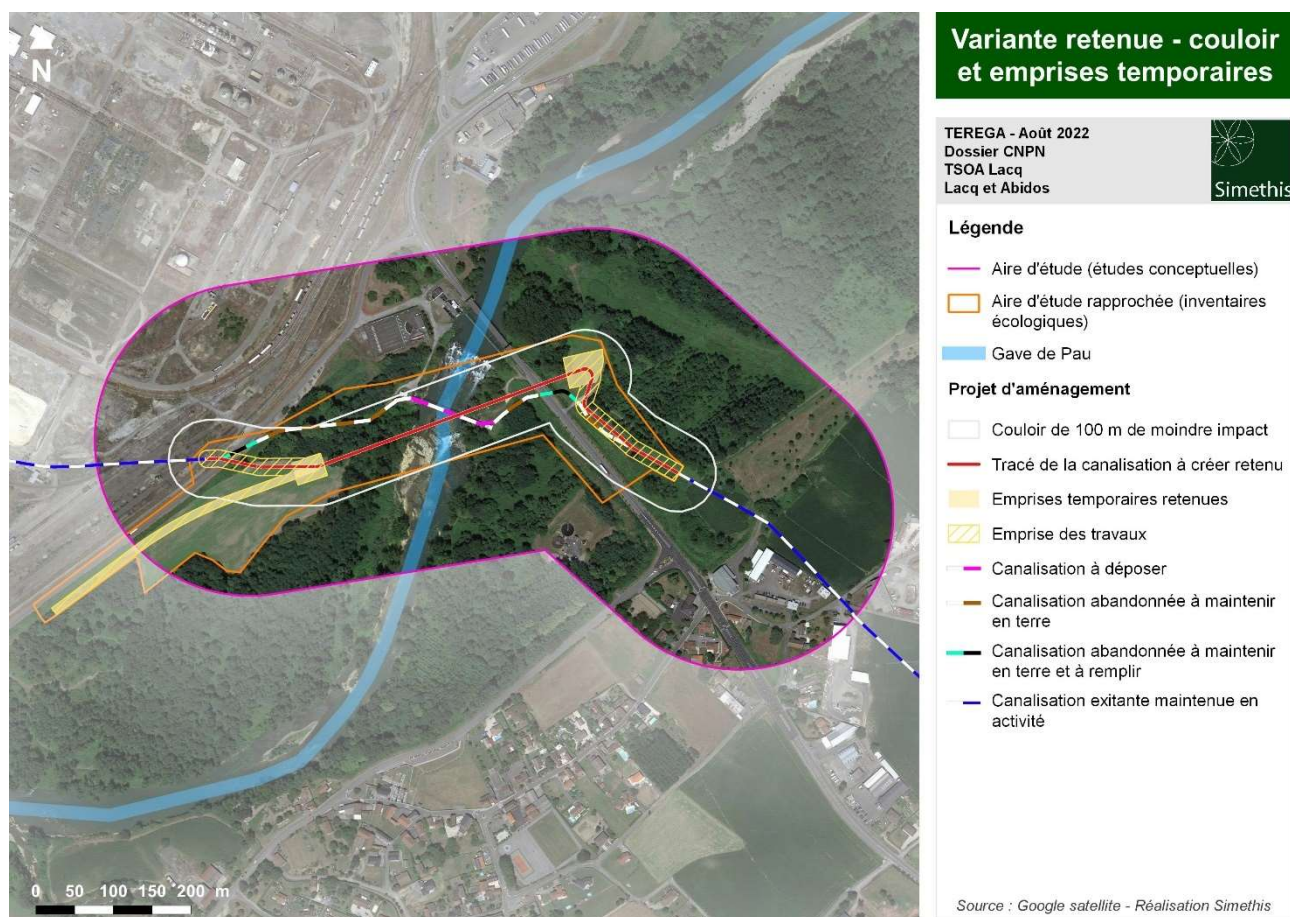 N
0 50 100 150 200 m
Variante retenue - couloir
et emprises temporaires
TEREGA - Août 2022
Dossier CNPN
TSOA Lacq
Lacq et Abidos
Simethis
Légende
Aire d'étude (études conceptuelles)
Aire d'étude rapprochée (inventaires
écologiques)
Gave de Pau
Projet d'aménagement
Couloir de 100 m de moindre impact
Tracé de la canalisation à créer retenu
Emprises temporaires retenues
Emprise des travaux
Canalisation à déposer
Canalisation abandonnée à maintenir
en terre
Canalisation abandonnée à maintenir
en terre et à remplir
Canalisation exitante maintenue en
activité
Source : Google satellite - Réalisation Simethis